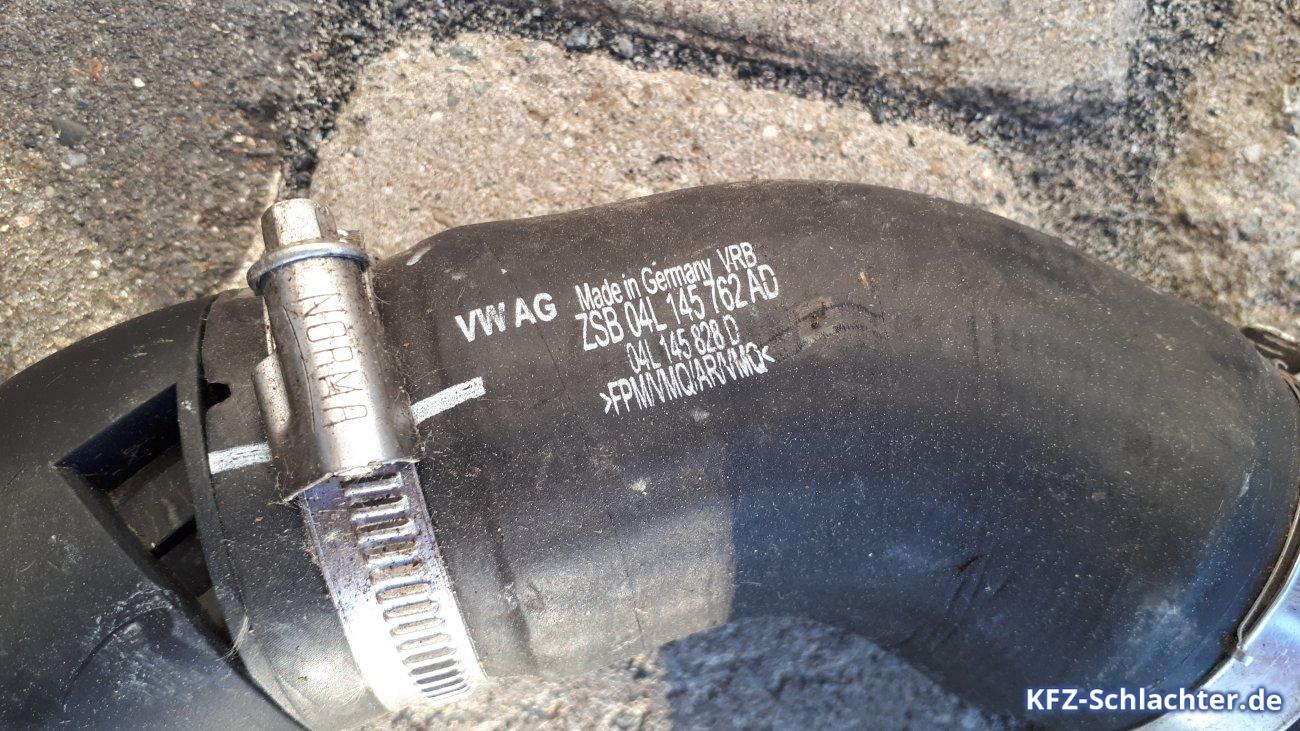 Made in Germany VRB
VW AG ZSB 04L 145 762 AD
04L 145 828 D
>FPM/VMQ/AR/VMQ<
NORMA
KFZ-Schlachter.de